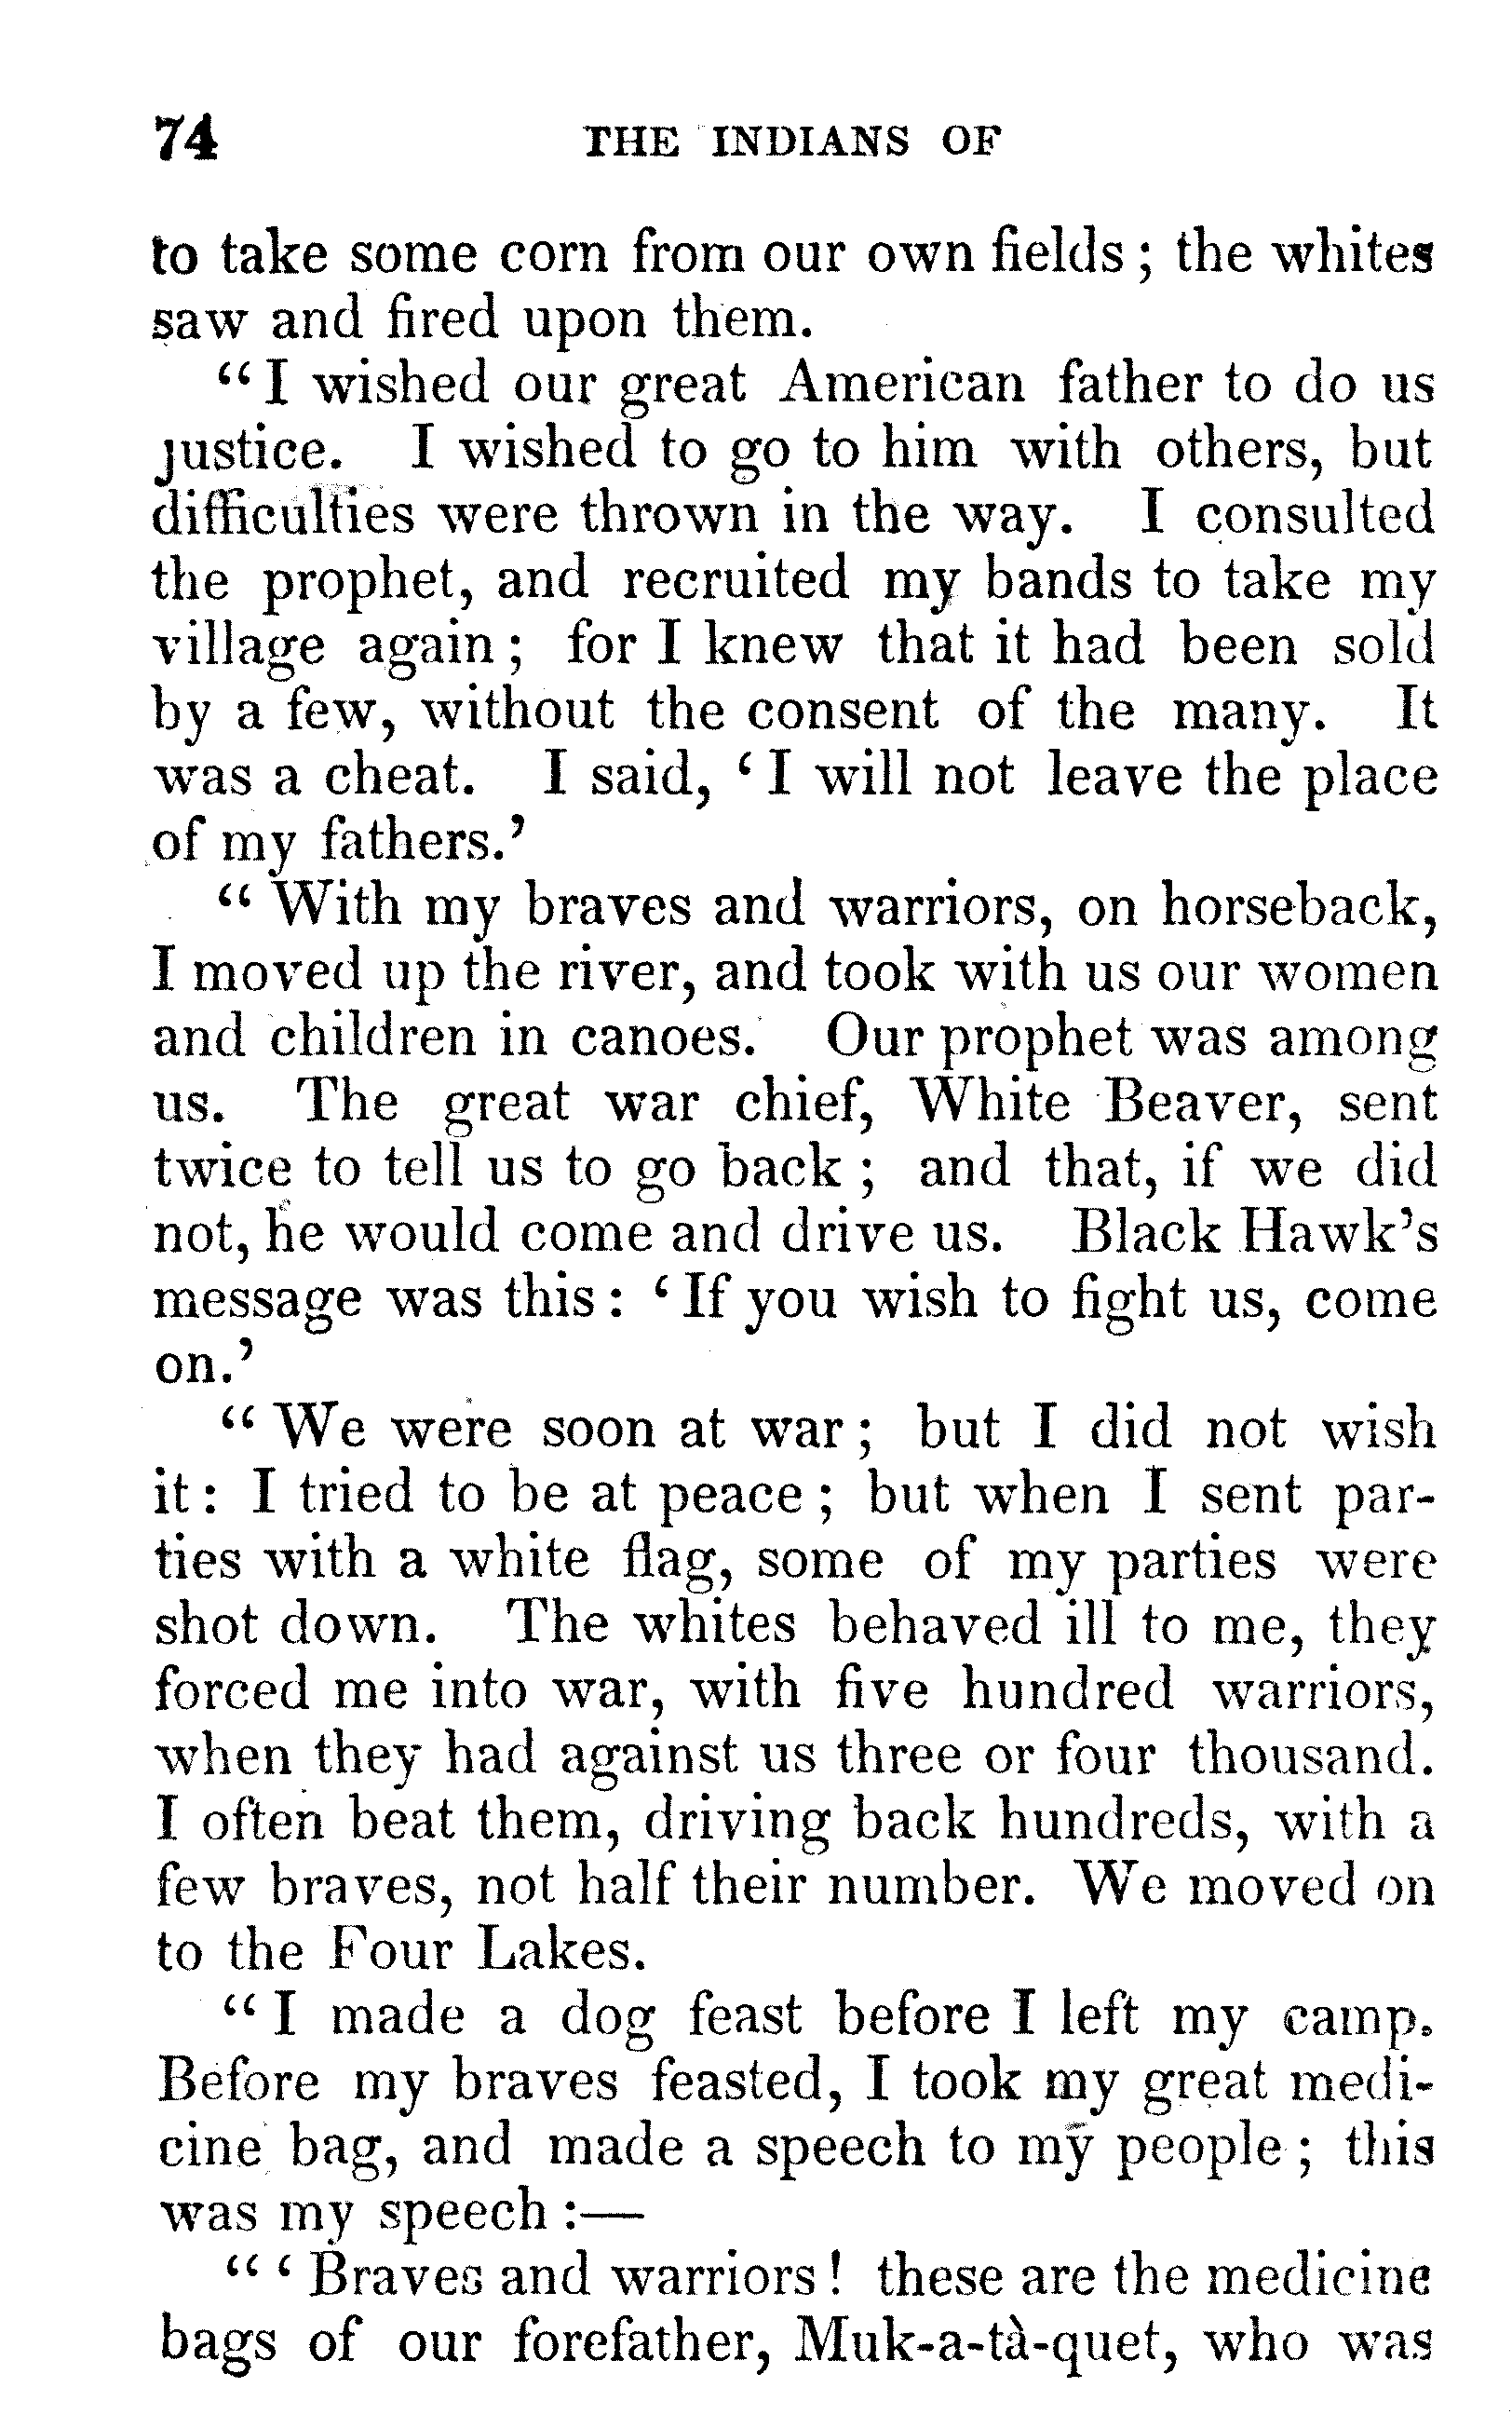 74 THE INDIANS OF
to take some corn from our own fields; the whites
saw and fired upon them.
“I wished our great American father to do us
justice. I wished to go to him with others, but
difficulties were thrown in the way. I consulted
the prophet, and recruited my bands to take my
village again; for I knew that it had been sold
by a few, without the consent of the many. It
was a cheat. I said, ‘I will not leave the place
of my fathers.’
“With my braves and warriors, on horseback,
I moved up the river, and took with us our women
and children in canoes. Our prophet was among
us. The great war chief, White Beaver, sent
twice to tell us to go back; and that, if we did
not, he would come and drive us. Black Hawk’s
message was this: ‘If you wish to fight us, come
on.’
“We were soon at war; but I did not wish
it: I tried to be at peace; but when I sent par-
ties with a white flag, some of my parties were
shot down. The whites behaved ill to me, they
forced me into war, with five hundred warriors,
when they had against us three or four thousand.
I often beat them, driving back hundreds, with a
few braves, not half their number. We moved on
to the Four Lakes.
“I made a dog feast before I left my camp.
Before my braves feasted, I took my great medi-
cine bag, and made a speech to my people; this
was my speech:—
“‘Braves and warriors! these are the medicine
bags of our forefather, Muk-a-tà-quet, who was